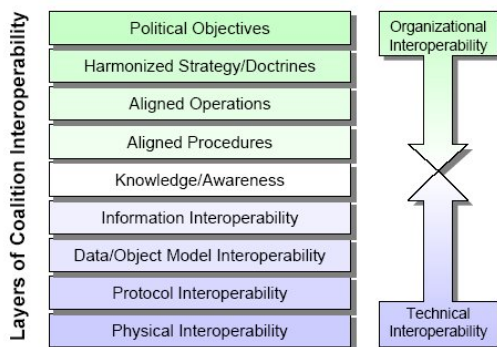 Layers of Coalition Interoperability
Political Objectives
Harmonized Strategy/Doctrines
Aligned Operations
Aligned Procedures
Knowledge/Awareness
Information Interoperability
Data/Object Model Interoperability
Protocol Interoperability
Physical Interoperability
Organizational
Interoperability
Technical
Interoperability